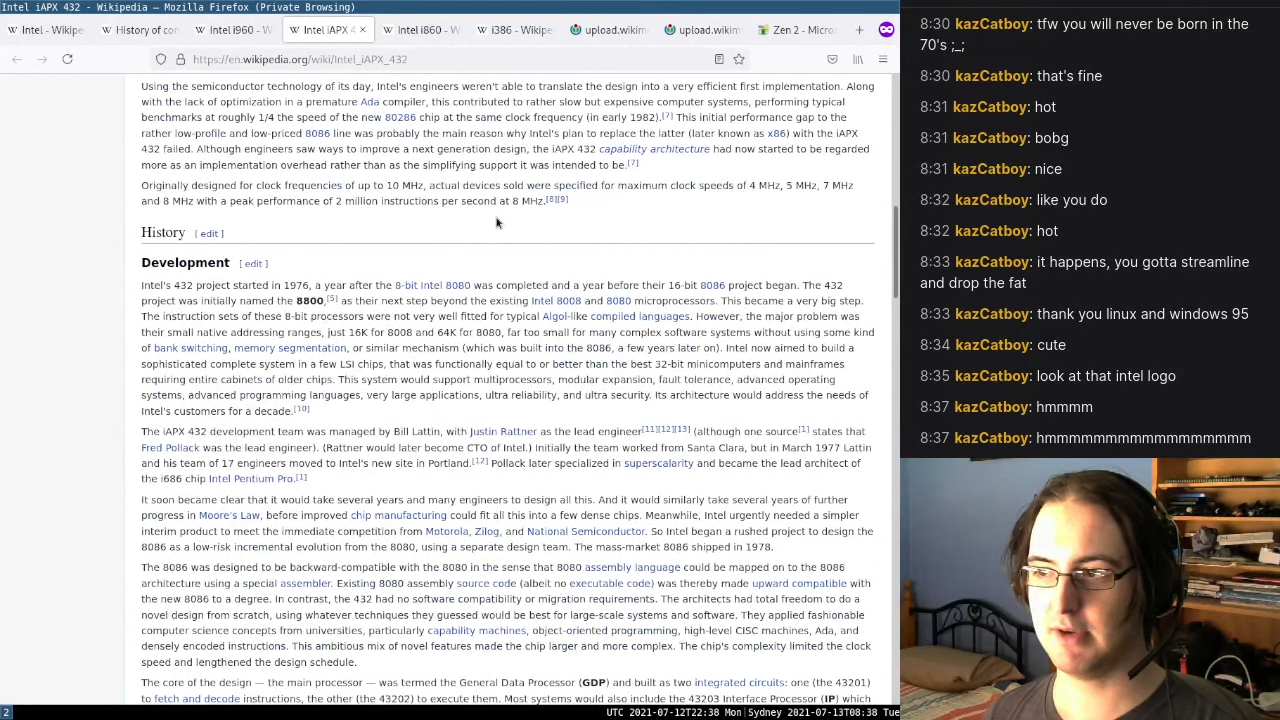 Intel iAPX 432 - Wikipedia — Mozilla Firefox (Private Browsing)
Intel - Wikipe
History of con
Intel i960 - W
Intel iAPX 4
Intel i860 - W
i386 - Wikipe
upload.wikim
upload.wikim
Zen 2 - Micro
https://en.wikipedia.org/wiki/Intel_iAPX_432
Using the semiconductor technology of its day, Intel's engineers weren't able to translate the design into a very efficient first implementation. Along
with the lack of optimization in a premature Ada compiler, this contributed to rather slow but expensive computer systems, performing typical
benchmarks at roughly 1/4 the speed of the new 80286 chip at the same clock frequency (in early 1982).[7] This initial performance gap to the
rather low-profile and low-priced 8086 line was probably the main reason why Intel's plan to replace the latter (later known as x86) with the iAPX
432 failed. Although engineers saw ways to improve a next generation design, the iAPX 432 capability architecture had now started to be regarded
more as an implementation overhead rather than as the simplifying support it was intended to be.[7]
Originally designed for clock frequencies of up to 10 MHz, actual devices sold were specified for maximum clock speeds of 4 MHz, 5 MHz, 7 MHz
and 8 MHz with a peak performance of 2 million instructions per second at 8 MHz.[8][9]
History [ edit ]
Development [ edit ]
Intel's 432 project started in 1976, a year after the 8-bit Intel 8080 was completed and a year before their 16-bit 8086 project began. The 432
project was initially named the 8800,[5] as their next step beyond the existing Intel 8008 and 8080 microprocessors. This became a very big step.
The instruction sets of these 8-bit processors were not very well fitted for typical Algol-like compiled languages. However, the major problem was
their small native addressing ranges, just 16K for 8008 and 64K for 8080, far too small for many complex software systems without using some kind
of bank switching, memory segmentation, or similar mechanism (which was built into the 8086, a few years later on). Intel now aimed to build a
sophisticated complete system in a few LSI chips, that was functionally equal to or better than the best 32-bit minicomputers and mainframes
requiring entire cabinets of older chips. This system would support multiprocessors, modular expansion, fault tolerance, advanced operating
systems, advanced programming languages, very large applications, ultra reliability, and ultra security. Its architecture would address the needs of
Intel's customers for a decade.[10]
The iAPX 432 development team was managed by Bill Lattin, with Justin Rattner as the lead engineer[11][12][13] (although one source[1] states that
Fred Pollack was the lead engineer). (Rattner would later become CTO of Intel.) Initially the team worked from Santa Clara, but in March 1977 Lattin
and his team of 17 engineers moved to Intel's new site in Portland.[12] Pollack later specialized in superscalarity and became the lead architect of
the i686 chip Intel Pentium Pro.[1]
It soon became clear that it would take several years and many engineers to design all this. And it would similarly take several years of further
progress in Moore's Law, before improved chip manufacturing could fit all this into a few dense chips. Meanwhile, Intel urgently needed a simpler
interim product to meet the immediate competition from Motorola, Zilog, and National Semiconductor. So Intel began a rushed project to design the
8086 as a low-risk incremental evolution from the 8080, using a separate design team. The mass-market 8086 shipped in 1978.
The 8086 was designed to be backward-compatible with the 8080 in the sense that 8080 assembly language could be mapped on to the 8086
architecture using a special assembler. Existing 8080 assembly source code (albeit no executable code) was thereby made upward compatible with
the new 8086 to a degree. In contrast, the 432 had no software compatibility or migration requirements. The architects had total freedom to do a
novel design from scratch, using whatever techniques they guessed would be best for large-scale systems and software. They applied fashionable
computer science concepts from universities, particularly capability machines, object-oriented programming, high-level CISC machines, Ada, and
densely encoded instructions. This ambitious mix of novel features made the chip larger and more complex. The chip's complexity limited the clock
speed and lengthened the design schedule.
The core of the design — the main processor — was termed the General Data Processor (GDP) and built as two integrated circuits: one (the 43201)
to fetch and decode instructions, the other (the 43202) to execute them. Most systems would also include the 43203 Interface Processor (IP) which
2
UTC 2021-07-12T22:38 Mon|Sydney 2021-07-13T08:38 Tue
8:30 kazCatboy: tfw you will never be born in the
70's ;_;
8:30 kazCatboy: that's fine
8:31 kazCatboy: hot
8:31 kazCatboy: bobg
8:31 kazCatboy: nice
8:32 kazCatboy: like you do
8:32 kazCatboy: hot
8:33 kazCatboy: it happens, you gotta streamline
and drop the fat
8:33 kazCatboy: thank you linux and windows 95
8:34 kazCatboy: cute
8:35 kazCatboy: look at that intel logo
8:37 kazCatboy: hmmmm
8:37 kazCatboy: hmmmmmmmmmmmmmmmmm